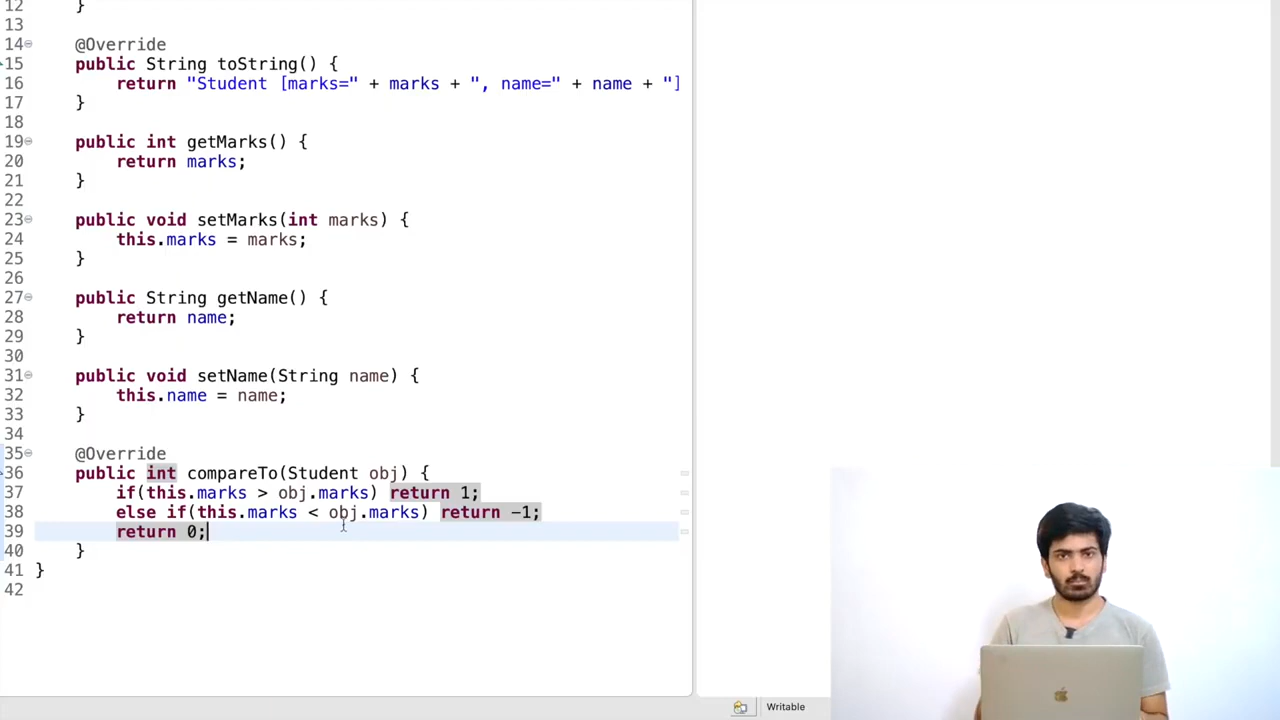 12 }
13
14 @Override
15 public String toString() {
16 return "Student [marks=" + marks + ", name=" + name + "]
17 }
18
19 public int getMarks() {
20 return marks;
21 }
22
23 public void setMarks(int marks) {
24 this.marks = marks;
25 }
26
27 public String getName() {
28 return name;
29 }
30
31 public void setName(String name) {
32 this.name = name;
33 }
34
35 @Override
36 public int compareTo(Student obj) {
37 if(this.marks > obj.marks) return 1;
38 else if(this.marks < obj.marks) return -1;
39 return 0;
40 }
41 }
42
Writable